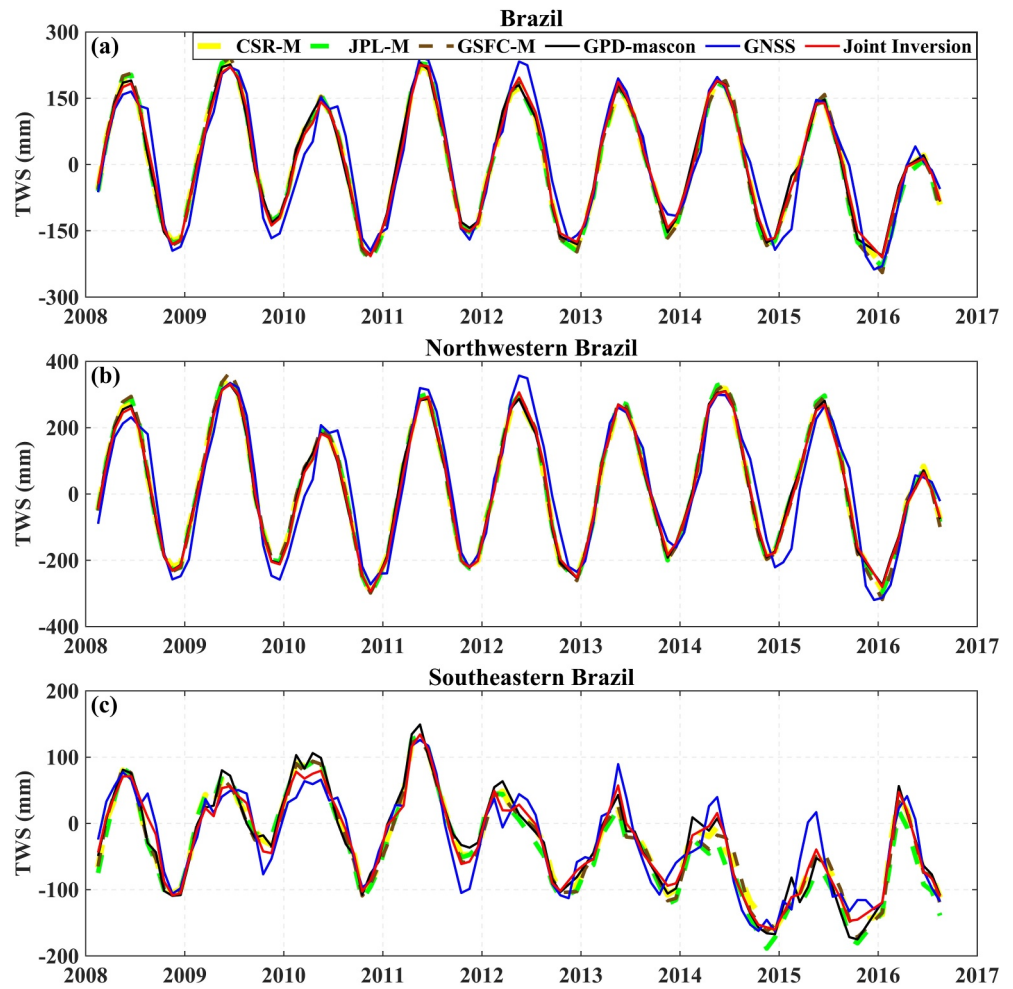 Brazil
(a)
CSR-M JPL-M GSFC-M GPD-mascon GNSS Joint Inversion
300
150
0
-150
-300
TWS (mm)
2008 2009 2010 2011 2012 2013 2014 2015 2016 2017
Northwestern Brazil
(b)
400
200
0
-200
-400
TWS (mm)
2008 2009 2010 2011 2012 2013 2014 2015 2016 2017
Southeastern Brazil
(c)
200
100
0
-100
-200
TWS (mm)
2008 2009 2010 2011 2012 2013 2014 2015 2016 2017